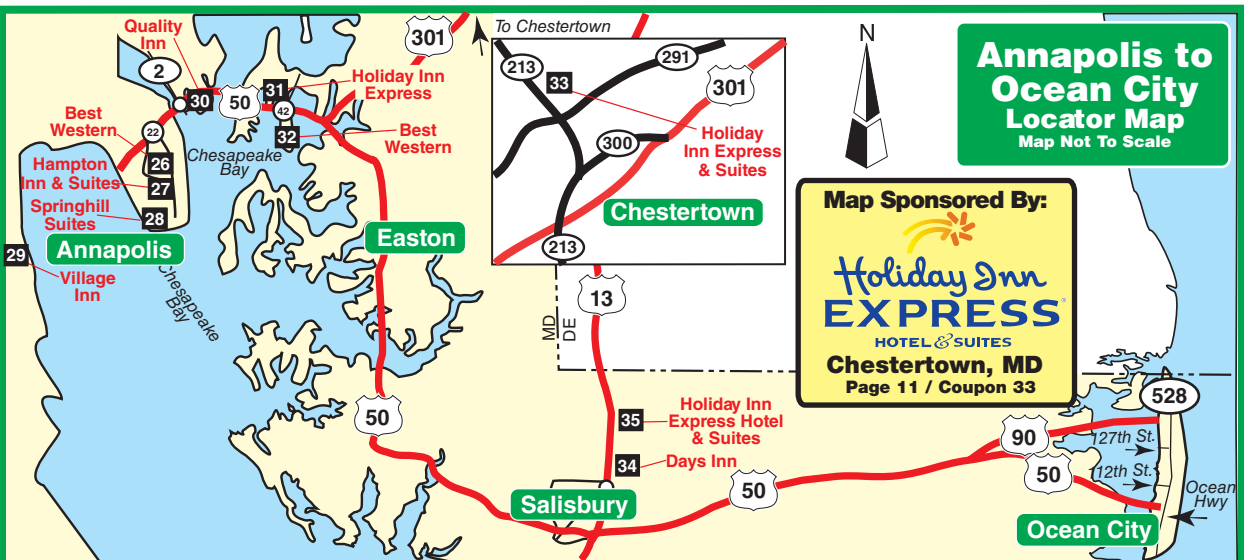 Annapolis to
Ocean City
Locator Map
Map Not To Scale
N
Map Sponsored By:
Holiday Inn
EXPRESS®
HOTEL & SUITES
Chestertown, MD
Page 11 / Coupon 33
To Chestertown
213
291
301
33
Holiday
Inn Express
& Suites
300
Chestertown
213
Quality
Inn
2
30
50
31
Holiday Inn
Express
42
32
Best
Western
301
Best
Western
22
26
Hampton
Inn & Suites
27
Springhill
Suites
28
Annapolis
29
Village
Inn
Chesapeake
Bay
Chesapeake
Bay
Easton
13
MD
DE
50
35
Holiday Inn
Express Hotel
& Suites
34
Days Inn
Salisbury
50
90
50
528
127th St.
112th St.
Ocean
Hwy
Ocean City